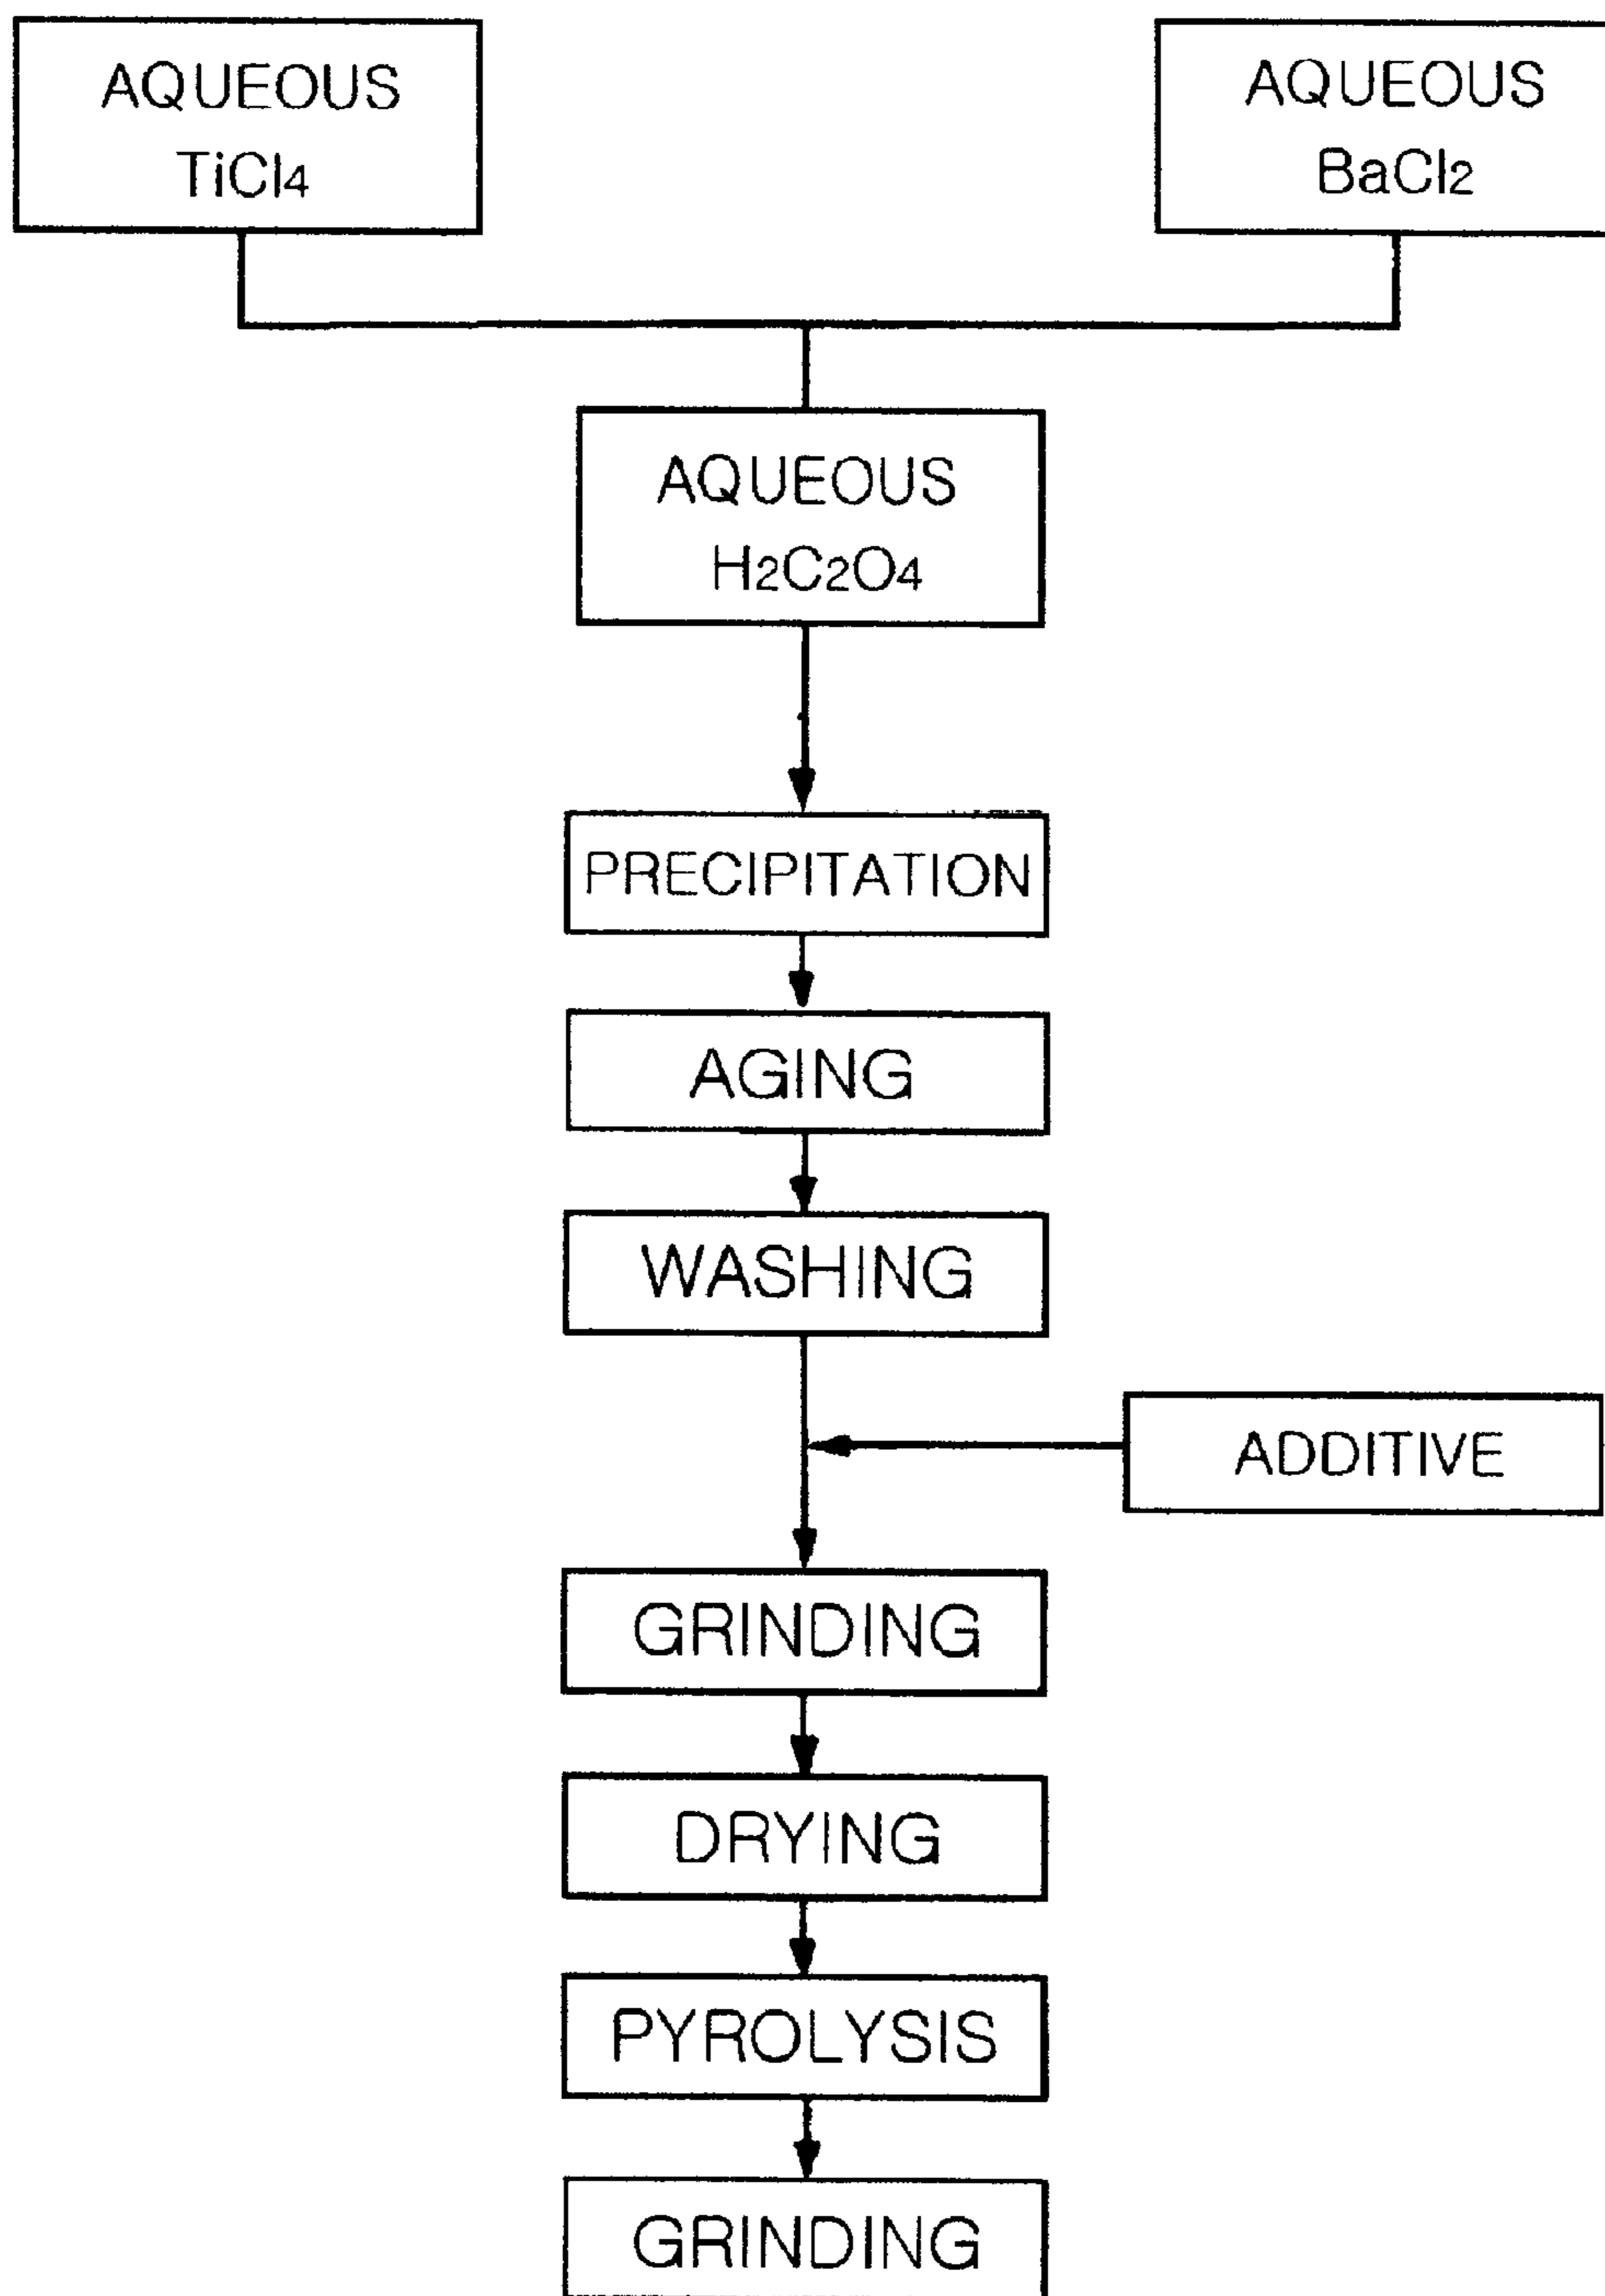 AQUEOUS
TiCl4
AQUEOUS
BaCl2
AQUEOUS
H2C2O4
PRECIPITATION
AGING
WASHING
ADDITIVE
GRINDING
DRYING
PYROLYSIS
GRINDING